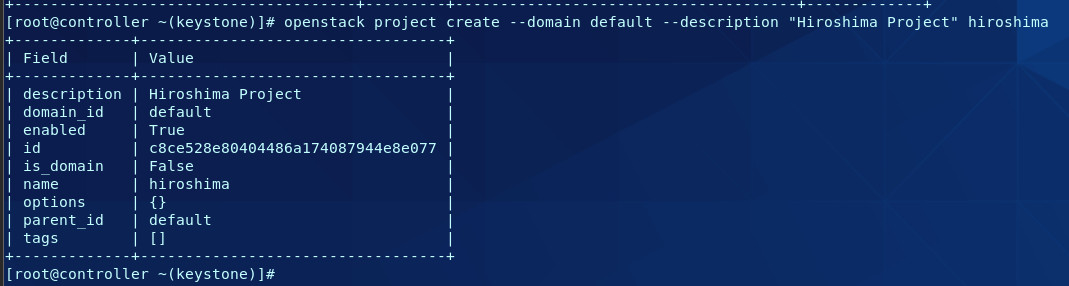 [root@controller ~(keystone)]# openstack project create --domain default --description "Hiroshima Project" hiroshima
+-------------+----------------------------------+
| Field       | Value                            |
+-------------+----------------------------------+
| description | Hiroshima Project                |
| domain_id   | default                          |
| enabled     | True                             |
| id          | c8ce528e80404486a174087944e8e077 |
| is_domain   | False                            |
| name        | hiroshima                        |
| options     | {}                               |
| parent_id   | default                          |
| tags        | []                               |
+-------------+----------------------------------+
[root@controller ~(keystone)]#